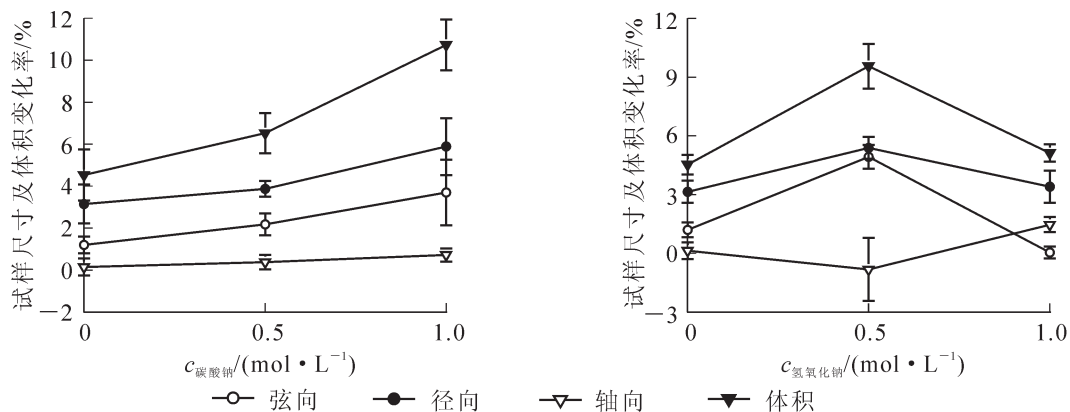 试样尺寸及体积变化率/%
12
10
8
6
4
2
0
−2
0 0.5 1.0
c碳酸钠/(mol·L⁻¹)
试样尺寸及体积变化率/%
12
9
6
3
0
−3
0 0.5 1.0
c氢氧化钠/(mol·L⁻¹)
弦向 径向 轴向 体积